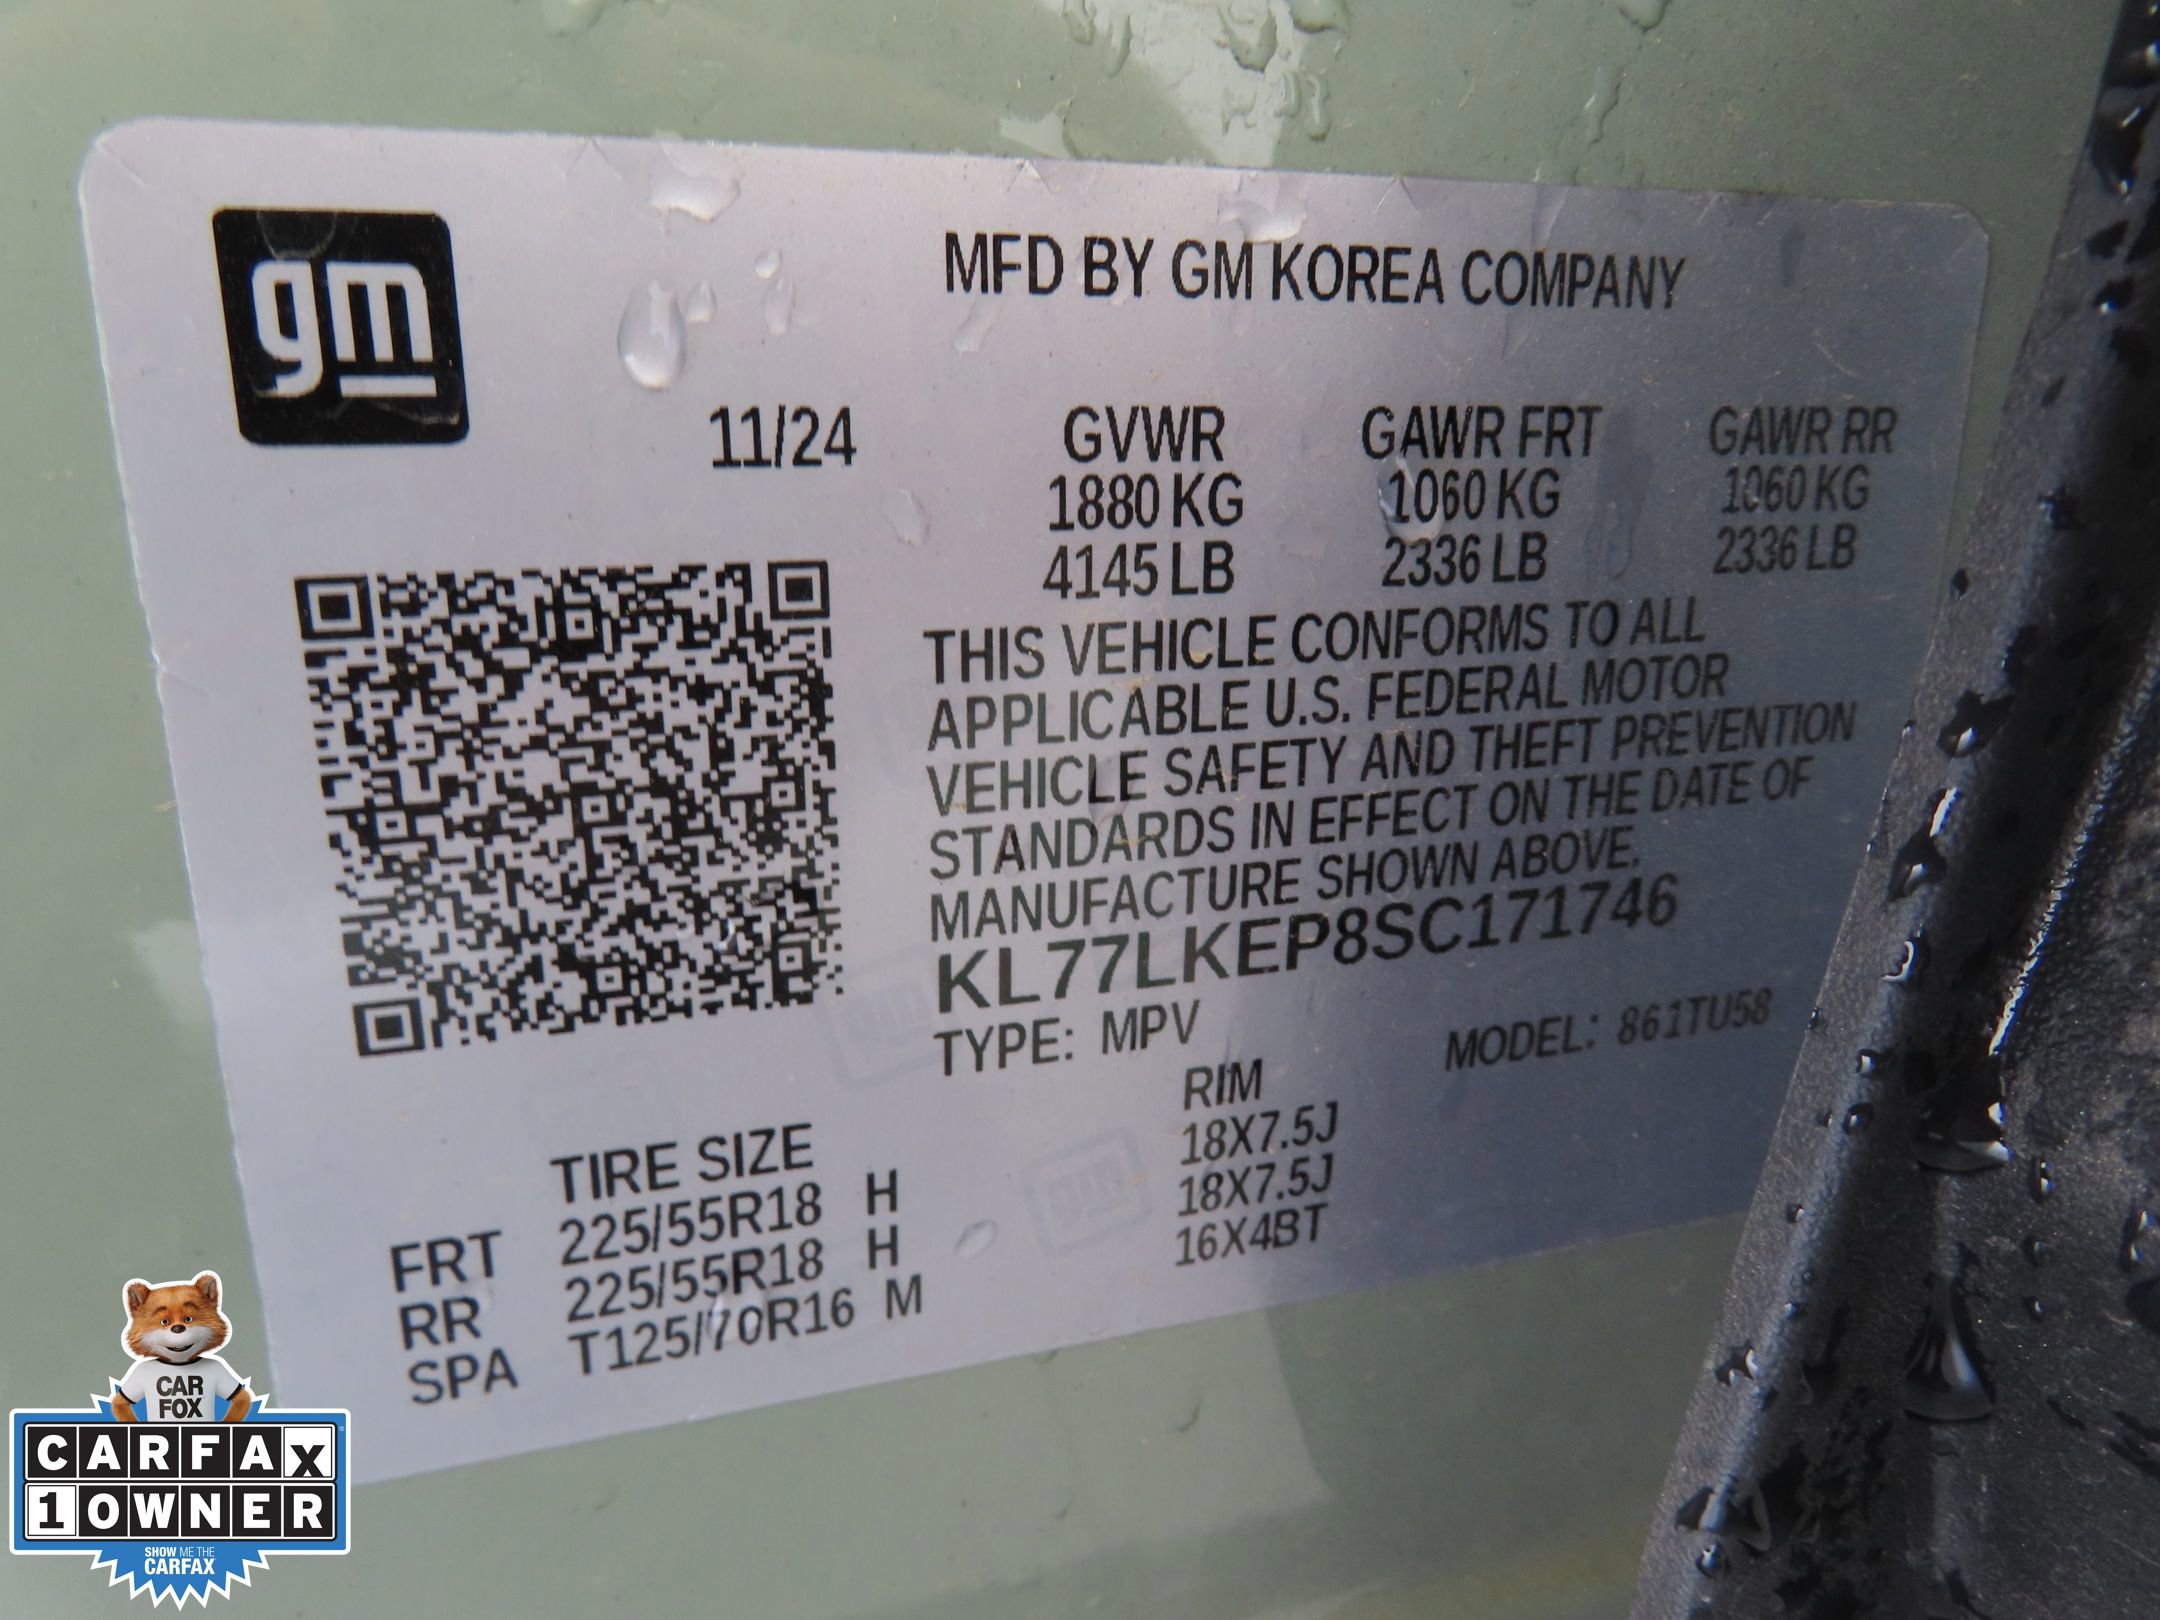 gm
MFD BY GM KOREA COMPANY
11/24 GVWR GAWR FRT GAWR RR
1880 KG 1060 KG 1060 KG
4145 LB 2336 LB 2336 LB
THIS VEHICLE CONFORMS TO ALL
APPLICABLE U.S. FEDERAL MOTOR
VEHICLE SAFETY AND THEFT PREVENTION
STANDARDS IN EFFECT ON THE DATE OF
MANUFACTURE SHOWN ABOVE.
KL77LKEP8SC171746
TYPE: MPV MODEL: 861TU58
TIRE SIZE RIM
FRT 225/55R18 H 18X7.5J
RR 225/55R18 H 18X7.5J
SPA T125/70R16 M 16X4BT
CAR
FOX
CARFAX
1 OWNER
SHOW ME THE
CARFAX